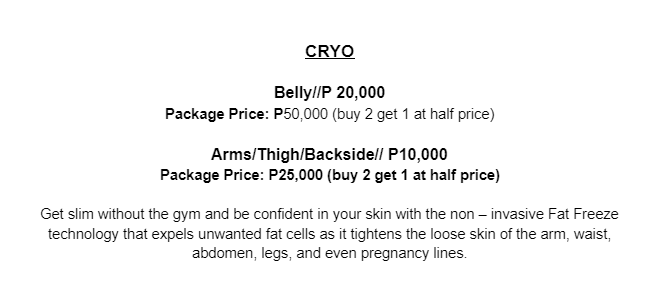 CRYO
Belly//P 20,000
Package Price: P50,000 (buy 2 get 1 at half price)
Arms/Thigh/Backside// P10,000
Package Price: P25,000 (buy 2 get 1 at half price)
Get slim without the gym and be confident in your skin with the non – invasive Fat Freeze
technology that expels unwanted fat cells as it tightens the loose skin of the arm, waist,
abdomen, legs, and even pregnancy lines.